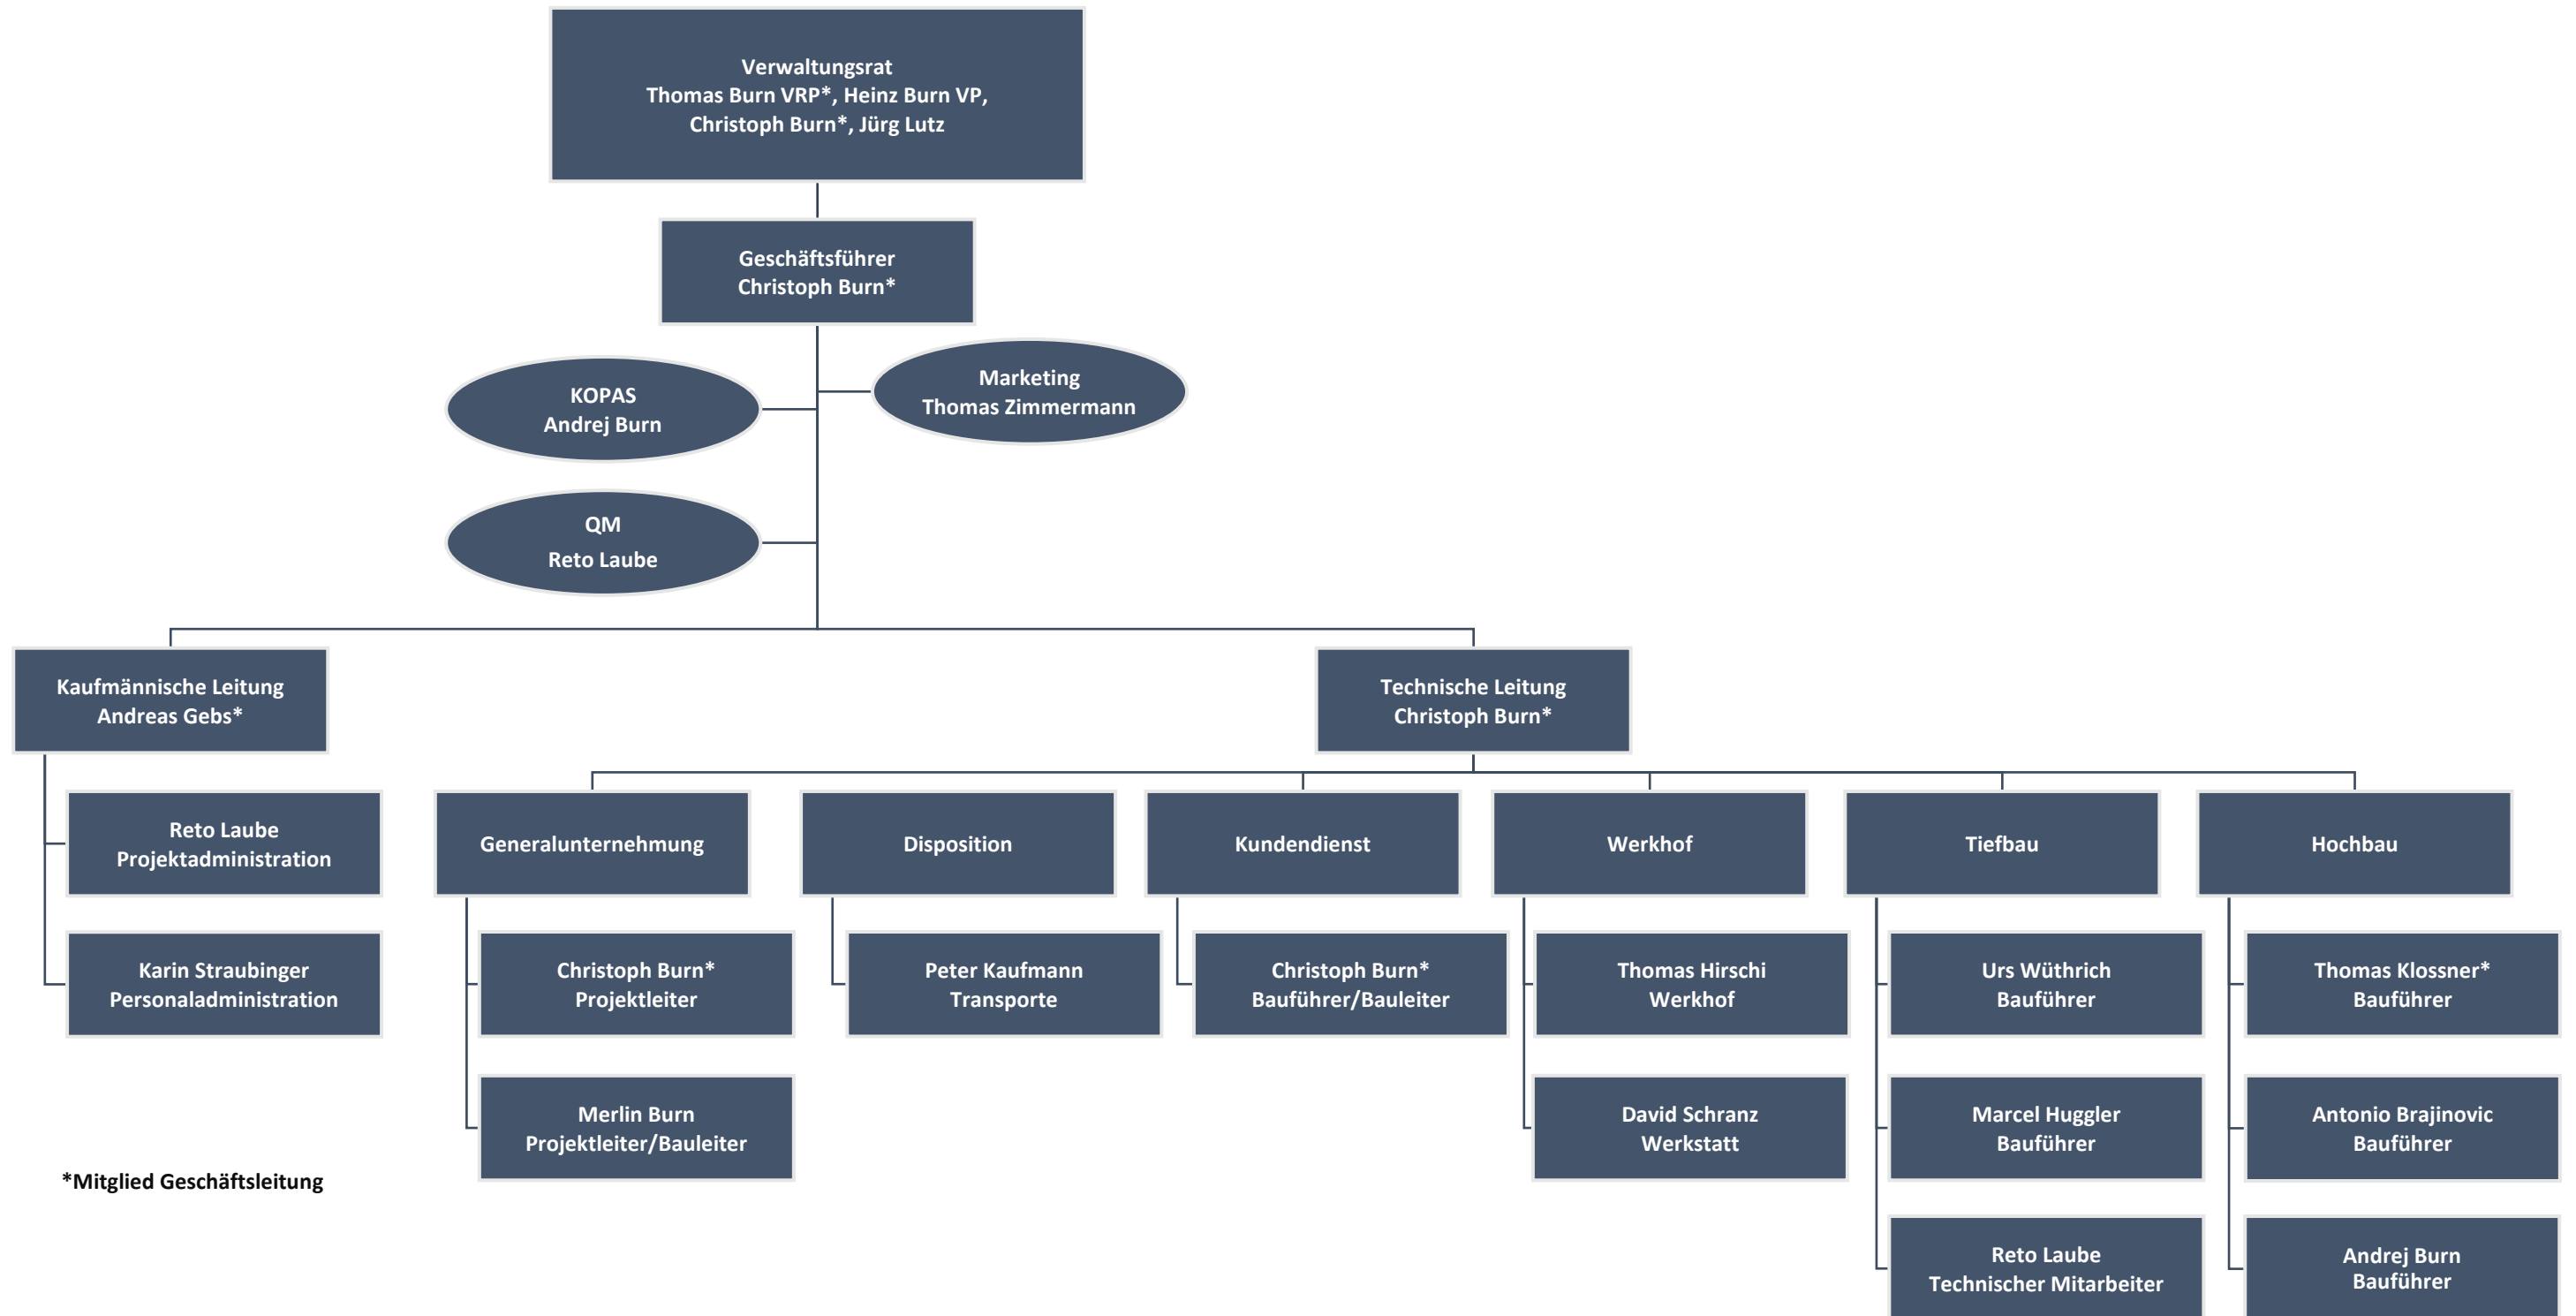 Verwaltungsrat
Thomas Burn VRP*, Heinz Burn VP,
Christoph Burn*, Jürg Lutz
Geschäftsführer
Christoph Burn*
KOPAS
Andrej Burn
Marketing
Thomas Zimmermann
QM
Reto Laube
Kaufmännische Leitung
Andreas Gebs*
Technische Leitung
Christoph Burn*
Reto Laube
Projektadministration
Karin Straubinger
Personaladministration
Generalunternehmung
Christoph Burn*
Projektleiter
Merlin Burn
Projektleiter/Bauleiter
Disposition
Peter Kaufmann
Transporte
Kundendienst
Christoph Burn*
Bauführer/Bauleiter
Werkhof
Thomas Hirschi
Werkhof
David Schranz
Werkstatt
Tiefbau
Urs Wüthrich
Bauführer
Marcel Huggler
Bauführer
Reto Laube
Technischer Mitarbeiter
Hochbau
Thomas Klossner*
Bauführer
Antonio Brajinovic
Bauführer
Andrej Burn
Bauführer
*Mitglied Geschäftsleitung